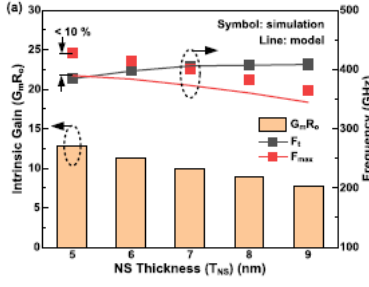 (a)
< 10 %
Symbol: simulation
Line: model
GmRo
Ft
Fmax
Intrinsic Gain (GmRo)
30
25
20
15
10
5
0
Frequency (GHz)
500
400
300
200
100
5 6 7 8 9
NS Thickness (TNS) (nm)